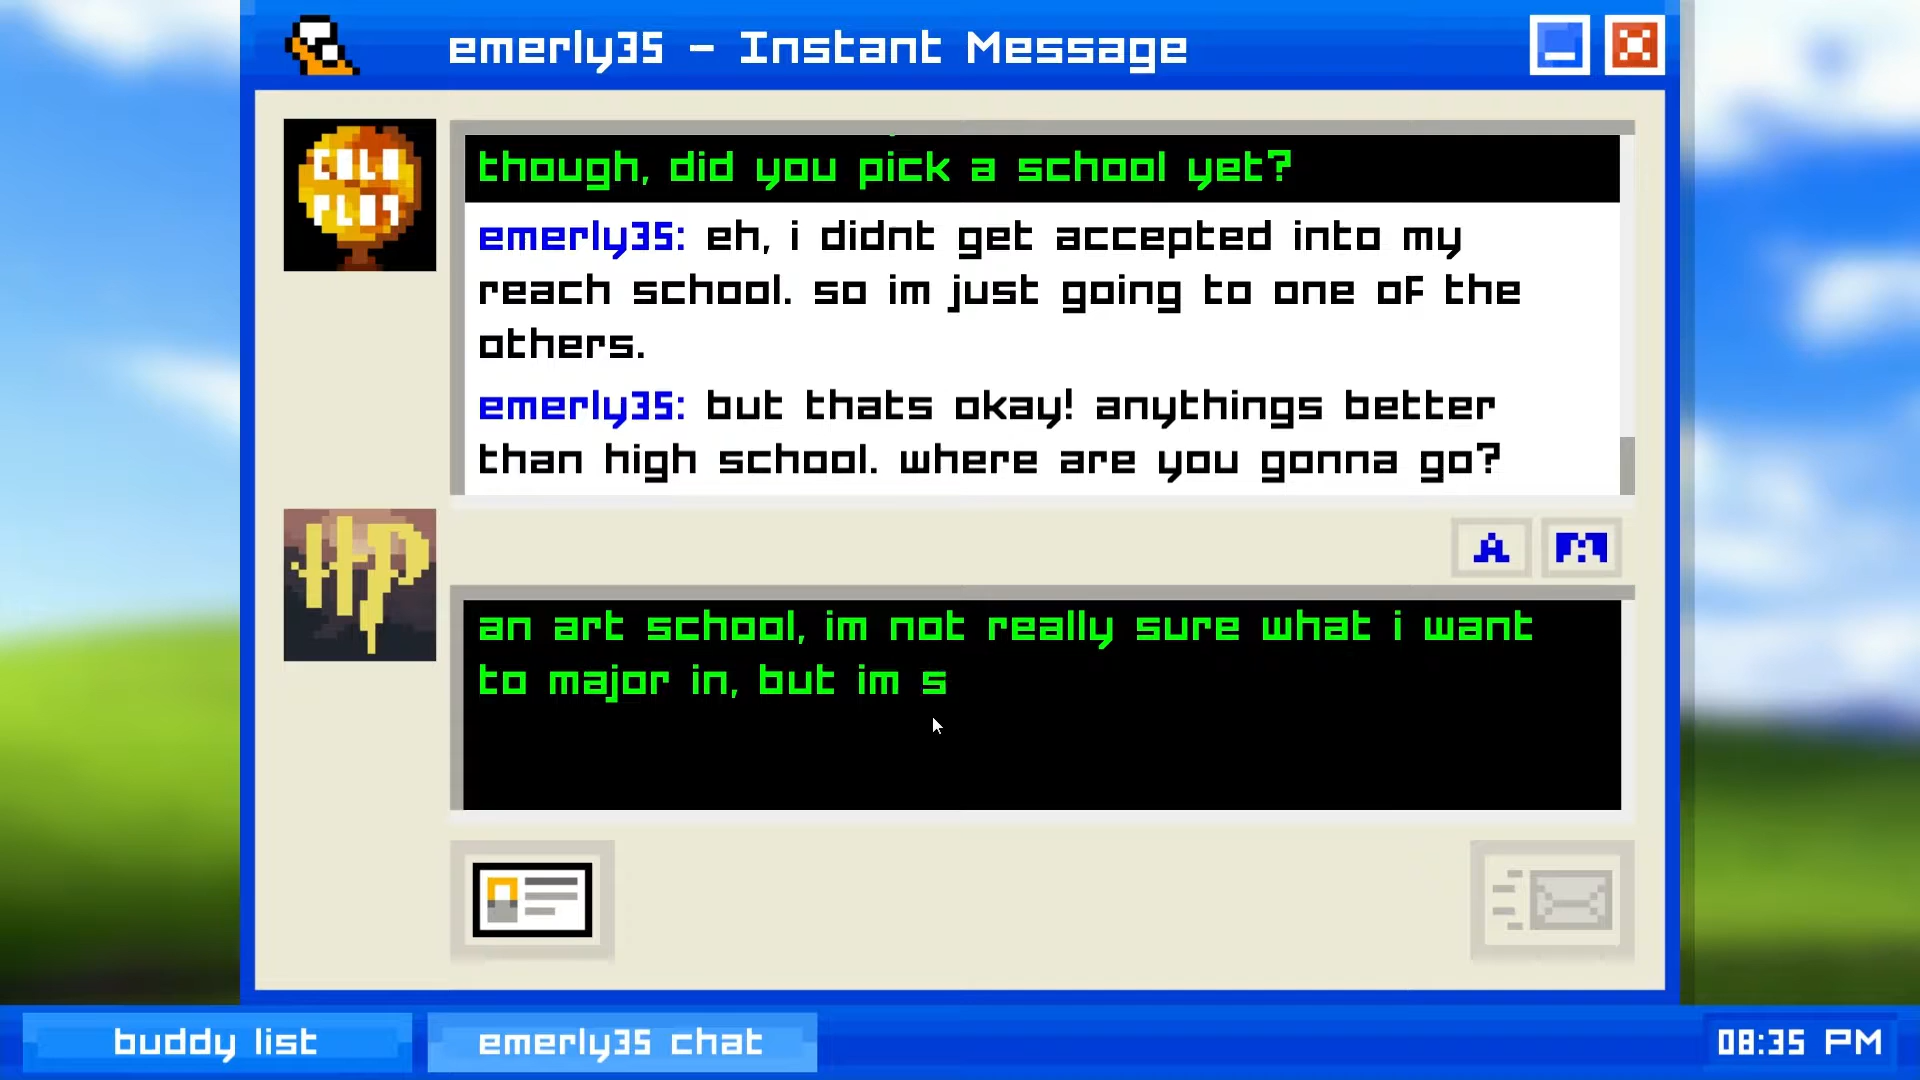 emerly35 - Instant Message
COLD
PLAY
though, did you pick a school yet?
emerly35: eh, i didnt get accepted into my
reach school. so im just going to one of the
others.
emerly35: but thats okay! anythings better
than high school. where are you gonna go?
HP
A
an art school, im not really sure what i want
to major in, but im s
buddy list
emerly35 chat
08:35 PM